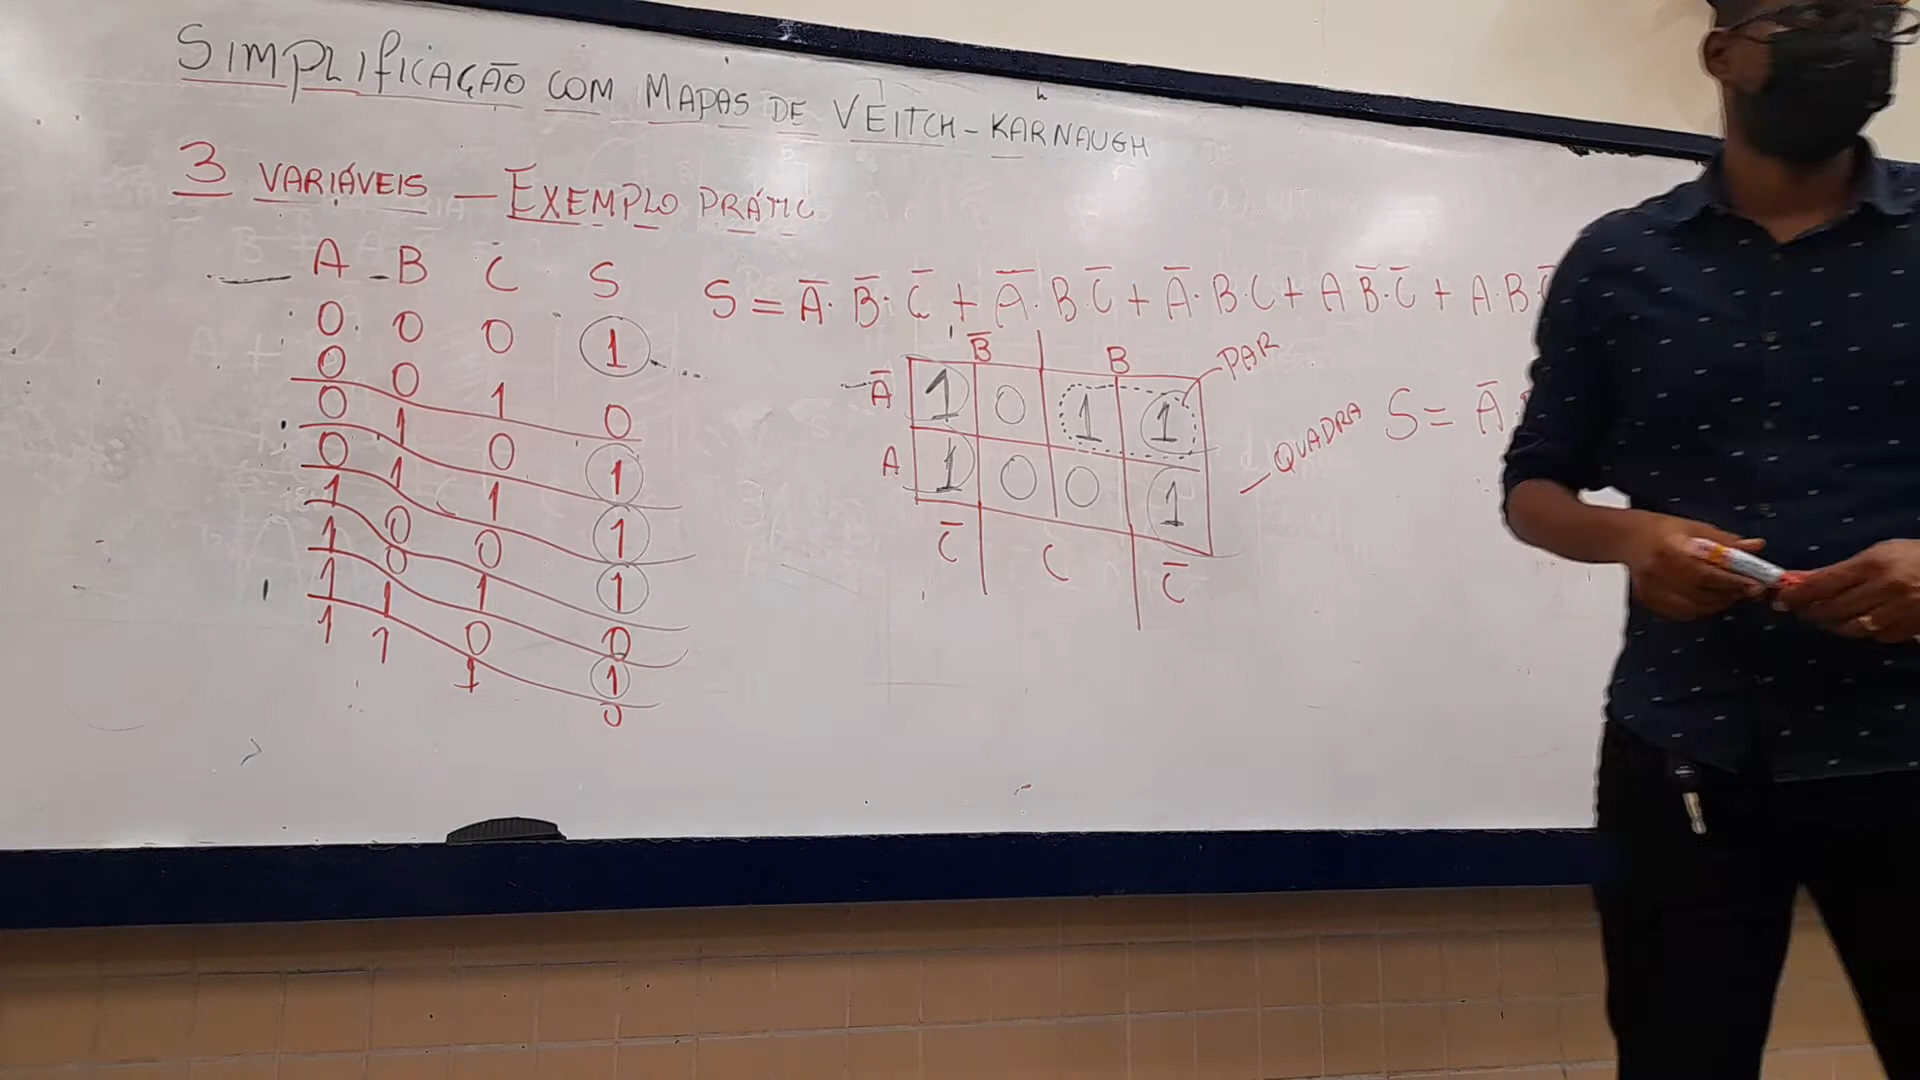 SIMPLIFICAÇÃO COM MAPAS DE VEITCH-KARNAUGH
3 VARIÁVEIS — EXEMPLO PRÁTIC
A B C S
0 0 0 1
0 0 1 0
0 1 0 1
0 1 1 1
1 0 0 1
1 0 1 0
1 1 0 1
1 1 1 0
S = A̅·B̅·C̅ + A̅·B·C̅ + A̅·B·C + A·B̅·C̅ + A·B·C̅
B̅ B
PAR
A̅ 1 0 1 1
A 1 0 0 1
C̅ C C̅
QUADRA S = A̅·